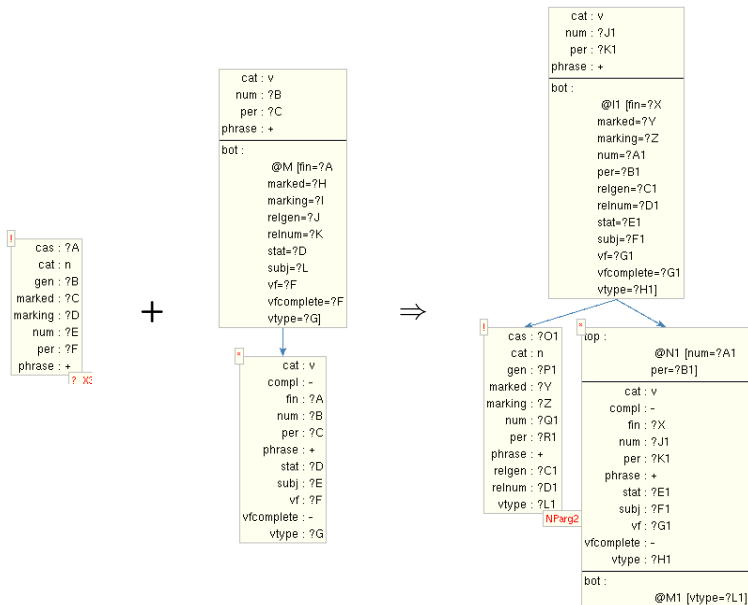 !
cas : ?A
cat : n
gen : ?B
marked : ?C
marking : ?D
num : ?E
per : ?F
phrase : +
? X3
+
cat : v
num : ?B
per : ?C
phrase : +
bot :
@M [fin=?A
marked=?H
marking=?I
relgen=?J
relnum=?K
stat=?D
subj=?L
vf=?F
vfcomplete=?F
vtype=?G]
*
cat : v
compl : -
fin : ?A
num : ?B
per : ?C
phrase : +
stat : ?D
subj : ?E
vf : ?F
vfcomplete : -
vtype : ?G
⇒
cat : v
num : ?J1
per : ?K1
phrase : +
bot :
@I1 [fin=?X
marked=?Y
marking=?Z
num=?A1
per=?B1
relgen=?C1
relnum=?D1
stat=?E1
subj=?F1
vf=?G1
vfcomplete=?G1
vtype=?H1]
!
cas : ?O1
cat : n
gen : ?P1
marked : ?Y
marking : ?Z
num : ?Q1
per : ?R1
phrase : +
relgen : ?C1
relnum : ?D1
vtype : ?L1
NParg2
*
top :
@N1 [num=?A1
per=?B1]
cat : v
compl : -
fin : ?X
num : ?J1
per : ?K1
phrase : +
stat : ?E1
subj : ?F1
vf : ?G1
vfcomplete : -
vtype : ?H1
bot :
@M1 [vtype=?L1]